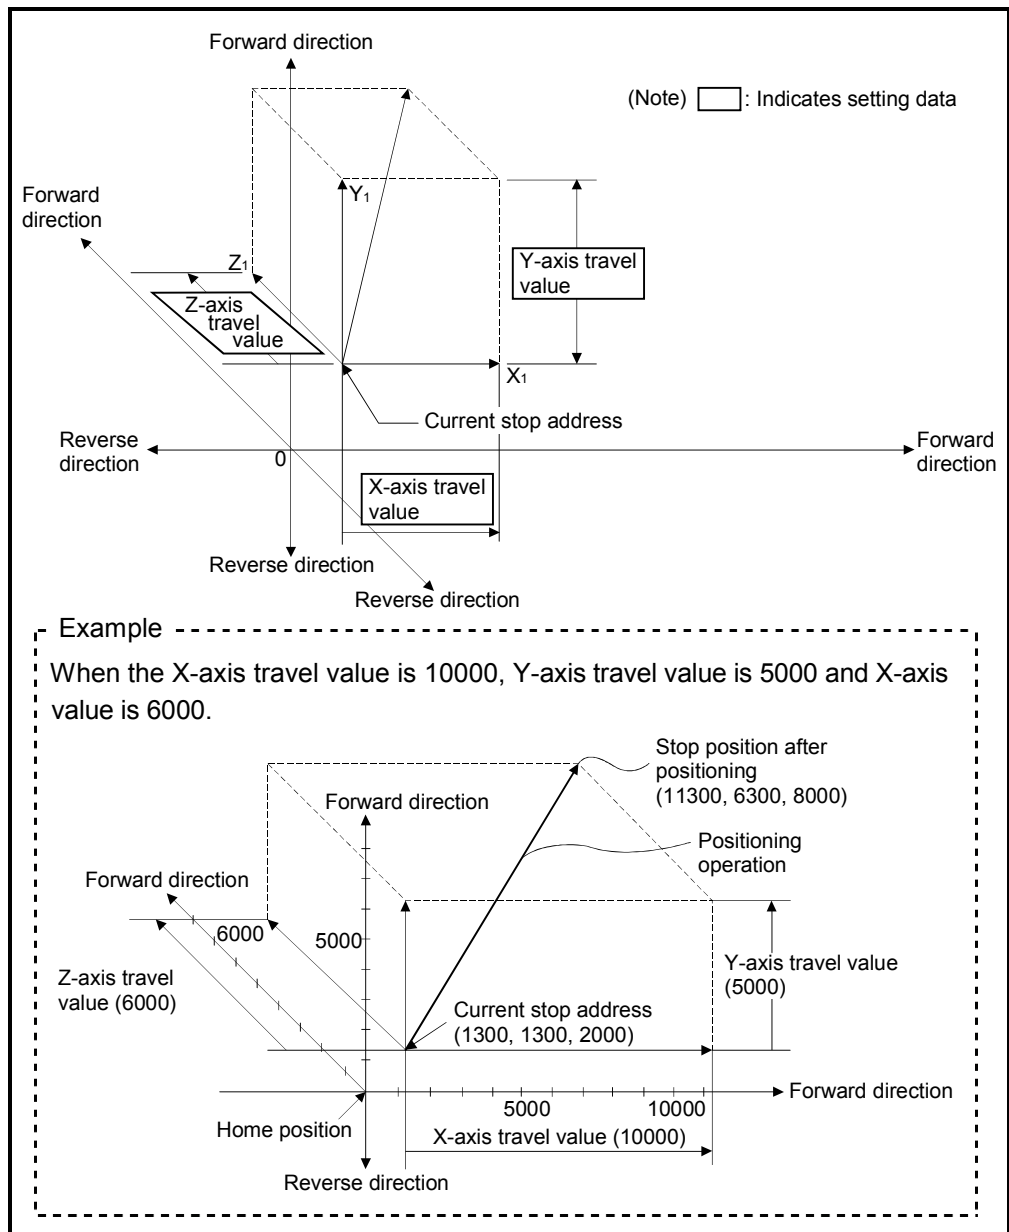 Forward direction
(Note) : Indicates setting data
Forward
direction
Y1
Z1
Y-axis travel
value
Z-axis
travel
value
X1
Current stop address
Reverse
direction
0
Forward
direction
X-axis travel
value
Reverse direction
Reverse direction
Example
When the X-axis travel value is 10000, Y-axis travel value is 5000 and X-axis
value is 6000.
Stop position after
positioning
(11300, 6300, 8000)
Forward direction
Positioning
operation
Forward direction
6000
5000
Z-axis travel
value (6000)
Y-axis travel value
(5000)
Current stop address
(1300, 1300, 2000)
5000
10000
Forward direction
Home position
X-axis travel value (10000)
Reverse direction